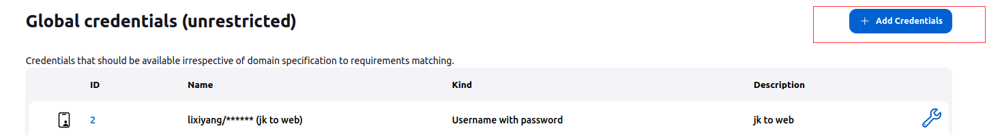 Global credentials (unrestricted)
+ Add Credentials
Credentials that should be available irrespective of domain specification to requirements matching.
ID Name Kind Description
2 lixiyang/****** (jk to web) Username with password jk to web